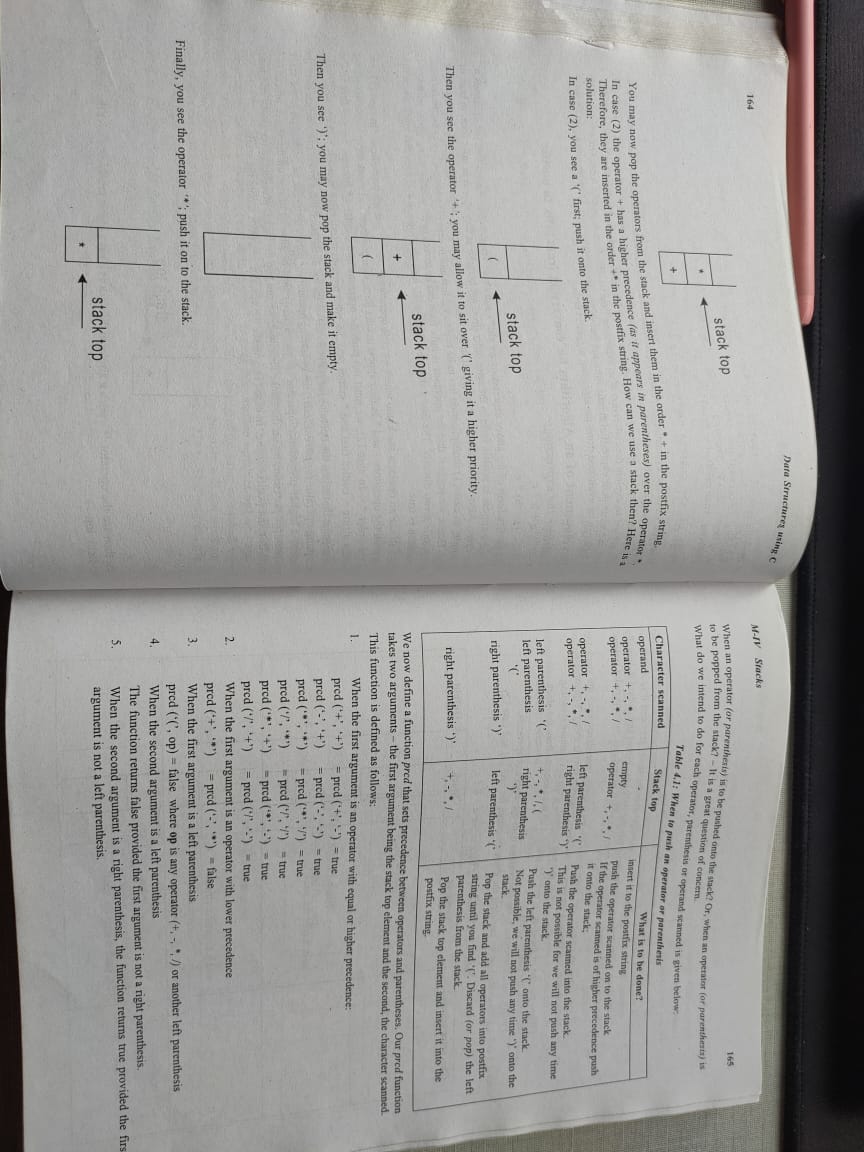 Data Structures using C
164
*
+
stack top
You may now pop the operators from the stack and insert them in the order * + in the postfix string.
In case (2) the operator + has a higher precedence (as it appears in parentheses) over the operator *.
Therefore, they are inserted in the order +* in the postfix string. How can we use a stack then? Here is a
solution:
In case (2), you see a '(' first; push it onto the stack.
(
stack top
Then you see the operator '+'; you may allow it to sit over '(' giving it a higher priority.
+
(
stack top
Then you see ')'; you may now pop the stack and make it empty.
Finally, you see the operator '*'; push it on to the stack.
*
stack top
M-IV Stacks
165
When an operator (or parenthesis) is to be pushed onto the stack? Or, when an operator (or parenthesis) is
to be popped from the stack? – It is a great question of concern.
What do we intend to do for each operator, parenthesis or operand scanned is given below:
Table 4.1: When to push an operator or parenthesis
Character scanned Stack top What is to be done?
operand insert it to the postfix string
operator +, -, *, / empty push the operator scanned on to the stack
operator +, -, *, / operator +, -, *, / If the operator scanned is of higher precedence push
it onto the stack;
operator +, -, *, / left parenthesis '(' Push the operator scanned into the stack.
operator +, -, *, / right parenthesis ')' This is not possible for we will not push any time
')' onto the stack.
left parenthesis '(' +, -, *, /, ( Push the left parenthesis '(' onto the stack.
left parenthesis right parenthesis Not possible, we will not push any time ')' onto the
'(' ')' stack.
right parenthesis ')' left parenthesis '(' Pop the stack and add all operators into postfix
string until you find '('. Discard (or pop) the left
parenthesis from the stack.
right parenthesis ')' +, -, *, / Pop the stack top element and insert it into the
postfix string.
We now define a function prcd that sets precedence between operators and parentheses. Our prcd function
takes two arguments – the first argument being the stack top element and the second, the character scanned.
This function is defined as follows:
1. When the first argument is an operator with equal or higher precedence:
prcd ('+', '+') = prcd ('+', '-') = true
prcd ('-', '+') = prcd ('-', '-') = true
prcd ('*', '*') = prcd ('*', '/') = true
prcd ('/', '*') = prcd ('/', '/') = true
prcd ('*', '+') = prcd ('*', '-') = true
prcd ('/', '+') = prcd ('/', '-') = true
2. When the first argument is an operator with lower precedence
prcd ('+', '*') = prcd ('-', '*') = false
3. When the first argument is a left parenthesis
prcd ('(', op) = false where op is any operator (+, -, *, /) or another left parenthesis
4. When the second argument is a left parenthesis
The function returns false provided the first argument is not a right parenthesis.
5. When the second argument is a right parenthesis, the function returns true provided the firs
argument is not a left parenthesis.